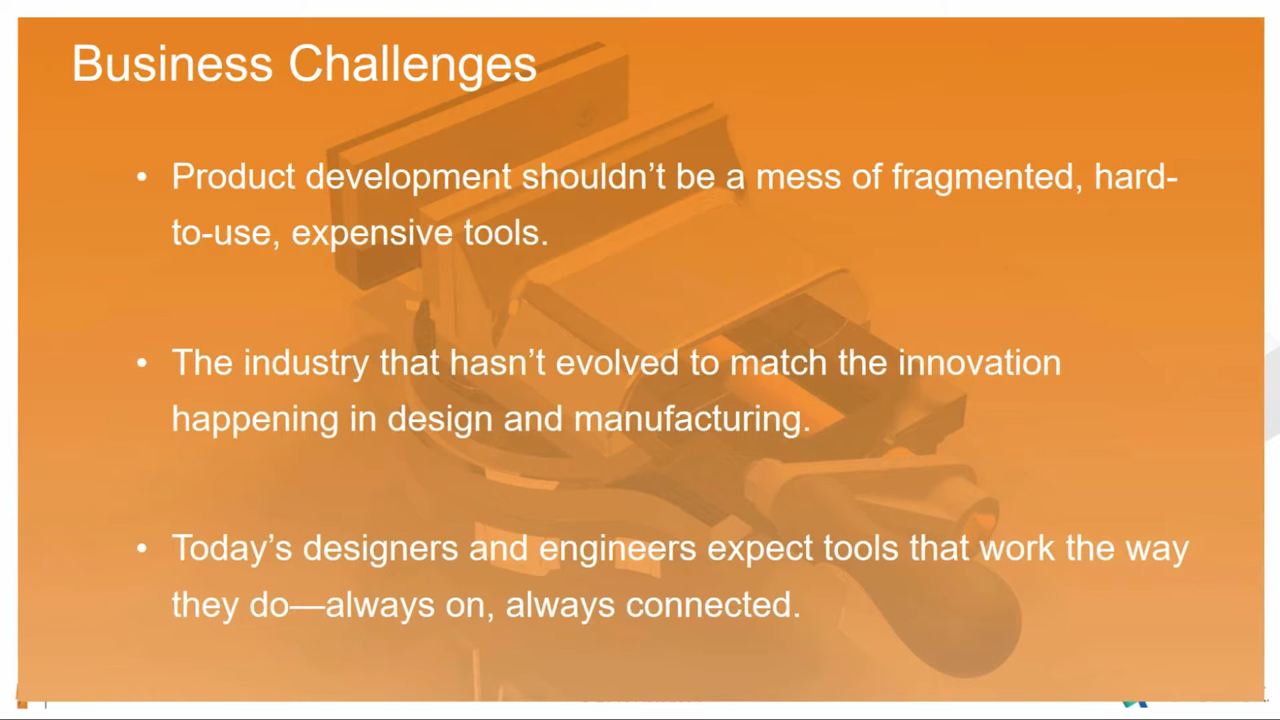 Business Challenges
• Product development shouldn’t be a mess of fragmented, hard-
to-use, expensive tools.
• The industry that hasn’t evolved to match the innovation
happening in design and manufacturing.
• Today’s designers and engineers expect tools that work the way
they do—always on, always connected.